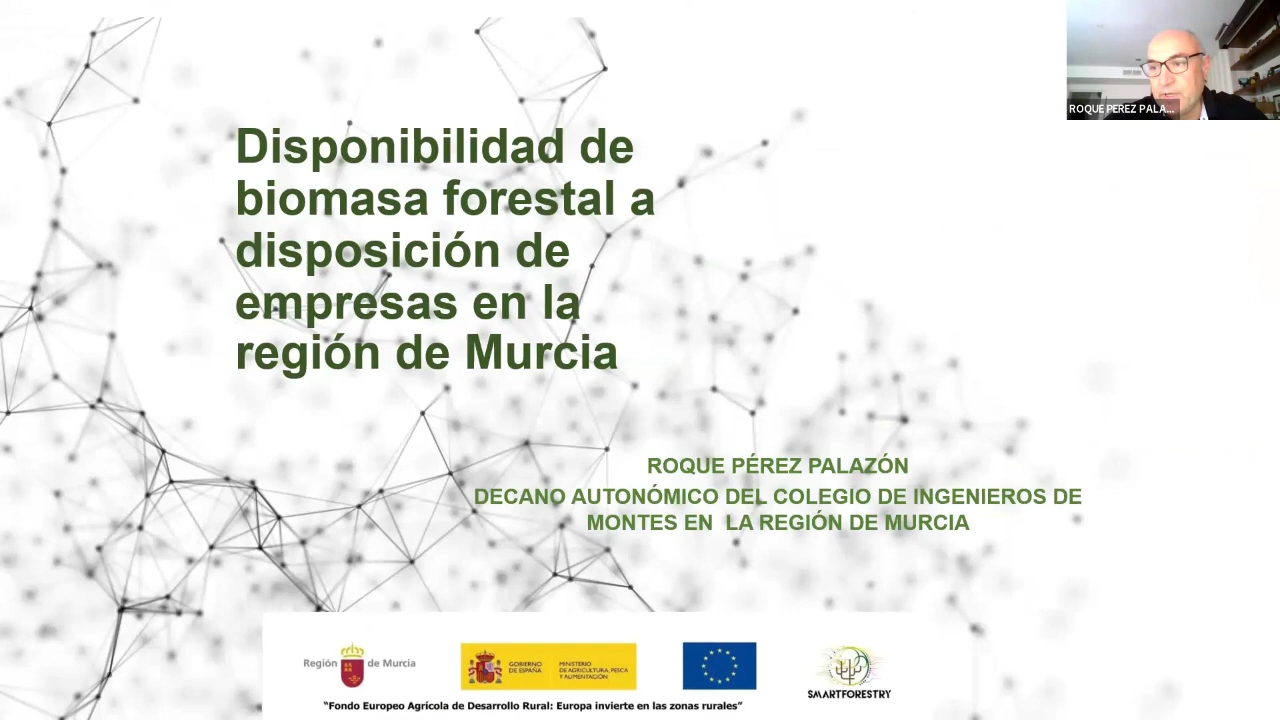 ROQUE PEREZ PALA...
Disponibilidad de
biomasa forestal a
disposición de
empresas en la
región de Murcia
ROQUE PÉREZ PALAZÓN
DECANO AUTONÓMICO DEL COLEGIO DE INGENIEROS DE
MONTES EN LA REGIÓN DE MURCIA
Región de Murcia
GOBIERNO
DE ESPAÑA
MINISTERIO
DE AGRICULTURA, PESCA
Y ALIMENTACIÓN
SMARTFORESTRY
"Fondo Europeo Agrícola de Desarrollo Rural: Europa invierte en las zonas rurales"